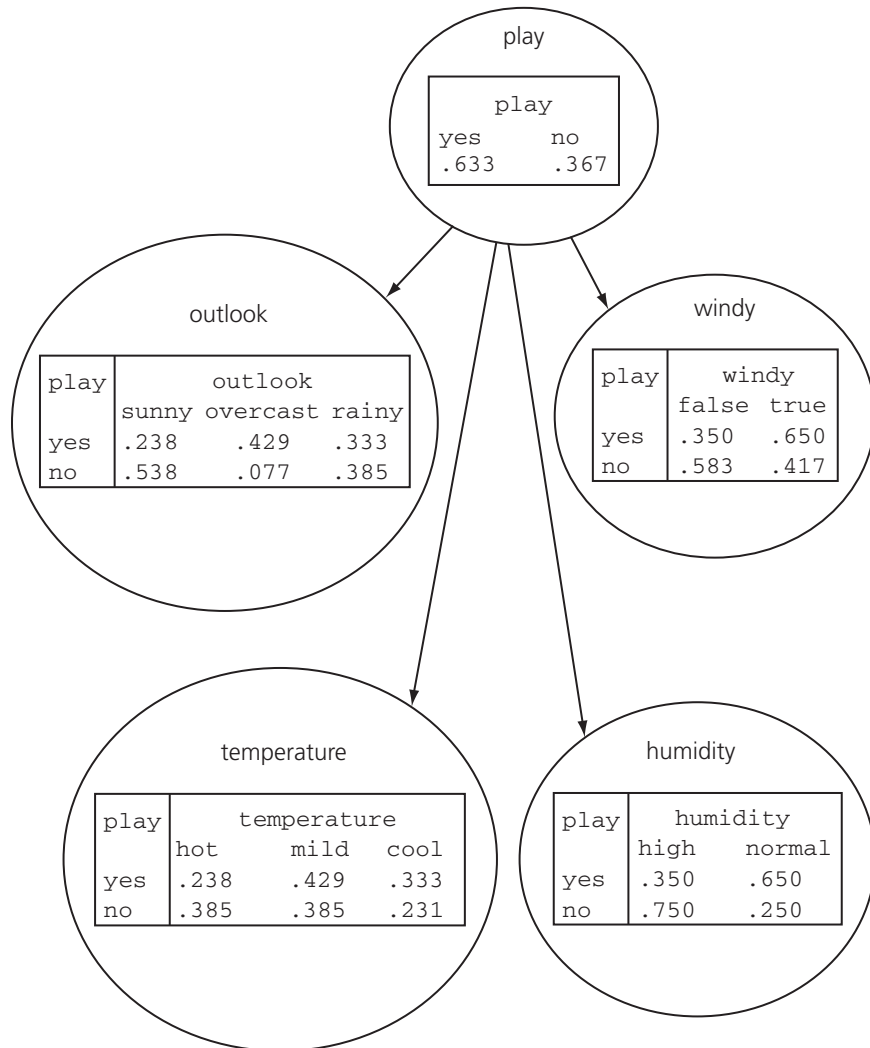 play
play
yes no
.633 .367
outlook
play outlook
sunny overcast rainy
yes .238 .429 .333
no .538 .077 .385
windy
play windy
false true
yes .350 .650
no .583 .417
temperature
play temperature
hot mild cool
yes .238 .429 .333
no .385 .385 .231
humidity
play humidity
high normal
yes .350 .650
no .750 .250